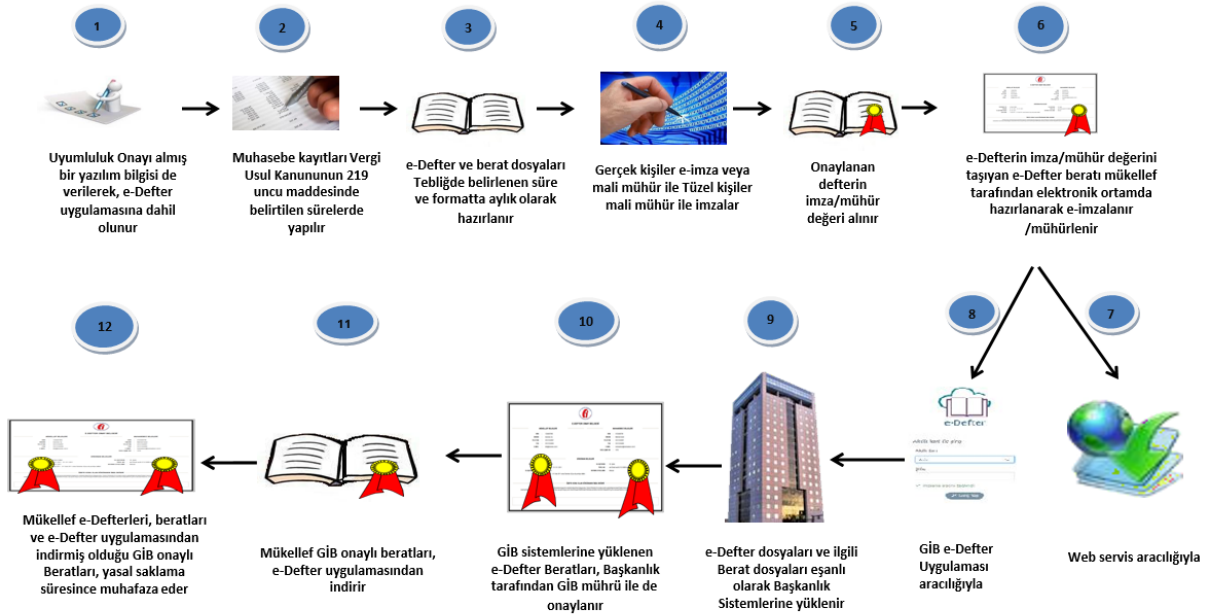 1
2
3
4
5
6
Uyumluluk Onayı almış
bir yazılım bilgisi de
verilerek, e-Defter
uygulamasına dahil
olunur
Muhasebe kayıtları Vergi
Usul Kanununun 219
uncu maddesinde
belirtilen sürelerde
yapılır
e-Defter ve berat dosyaları
Tebliğde belirlenen süre
ve formatta aylık olarak
hazırlanır
Gerçek kişiler e-imza veya
mali mühür ile Tüzel kişiler
mali mühür ile imzalar
Onaylanan
defterin
imza/mühür
değeri alınır
e-Defterin imza/mühür değerini
taşıyan e-Defter beratı mükellef
tarafından elektronik ortamda
hazırlanarak e-imzalanır
/mühürlenir
7
Web servis aracılığıyla
8
e-Defter
GİB e-Defter
Uygulaması
aracılığıyla
9
e-Defter dosyaları ve ilgili
Berat dosyaları eşanlı
olarak Başkanlık
Sistemlerine yüklenir
10
GİB sistemlerine yüklenen
e-Defter Beratları, Başkanlık
tarafından GİB mührü ile de
onaylanır
11
Mükellef GİB onaylı beratları,
e-Defter uygulamasından
indirir
12
Mükellef e-Defterleri, beratları
ve e-Defter uygulamasından
indirmiş olduğu GİB onaylı
Beratları, yasal saklama
süresince muhafaza eder